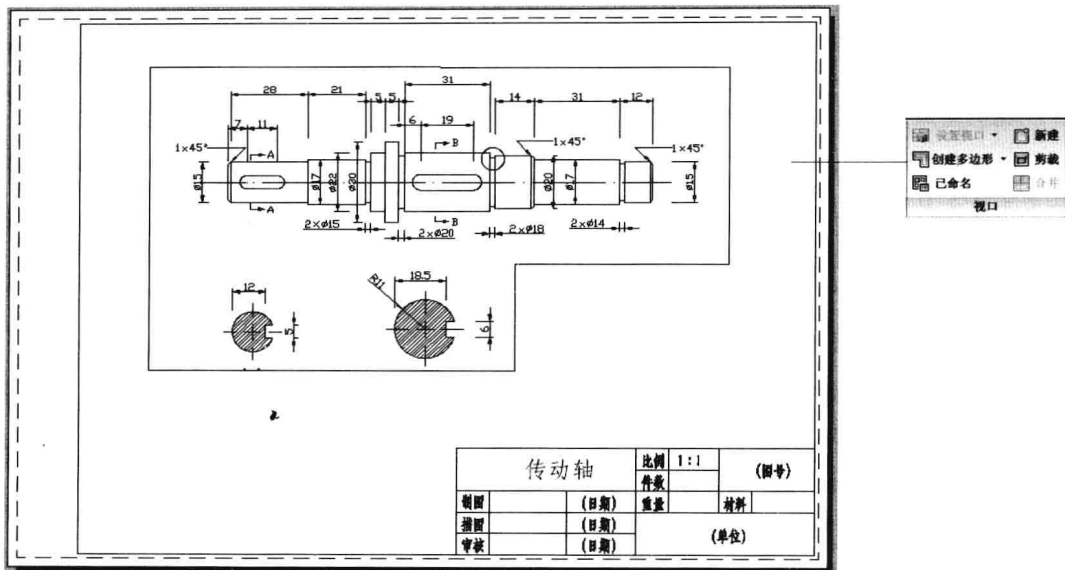 31
28
21
5
5
14
31
12
7
11
6
19
1×45°
A
B
1×45°
1×45°
ø15
ø17
ø22
ø30
ø20
ø17
ø15
A
B
2×ø15
2×ø20
2×ø18
2×ø14
12
R11
18.5
5
6
传动轴
比例
1:1
(图号)
件数
制图
(日期)
重量
材料
描图
(日期)
(单位)
审核
(日期)
设置视口
新建
创建多边形
剪裁
已命名
合并
视口